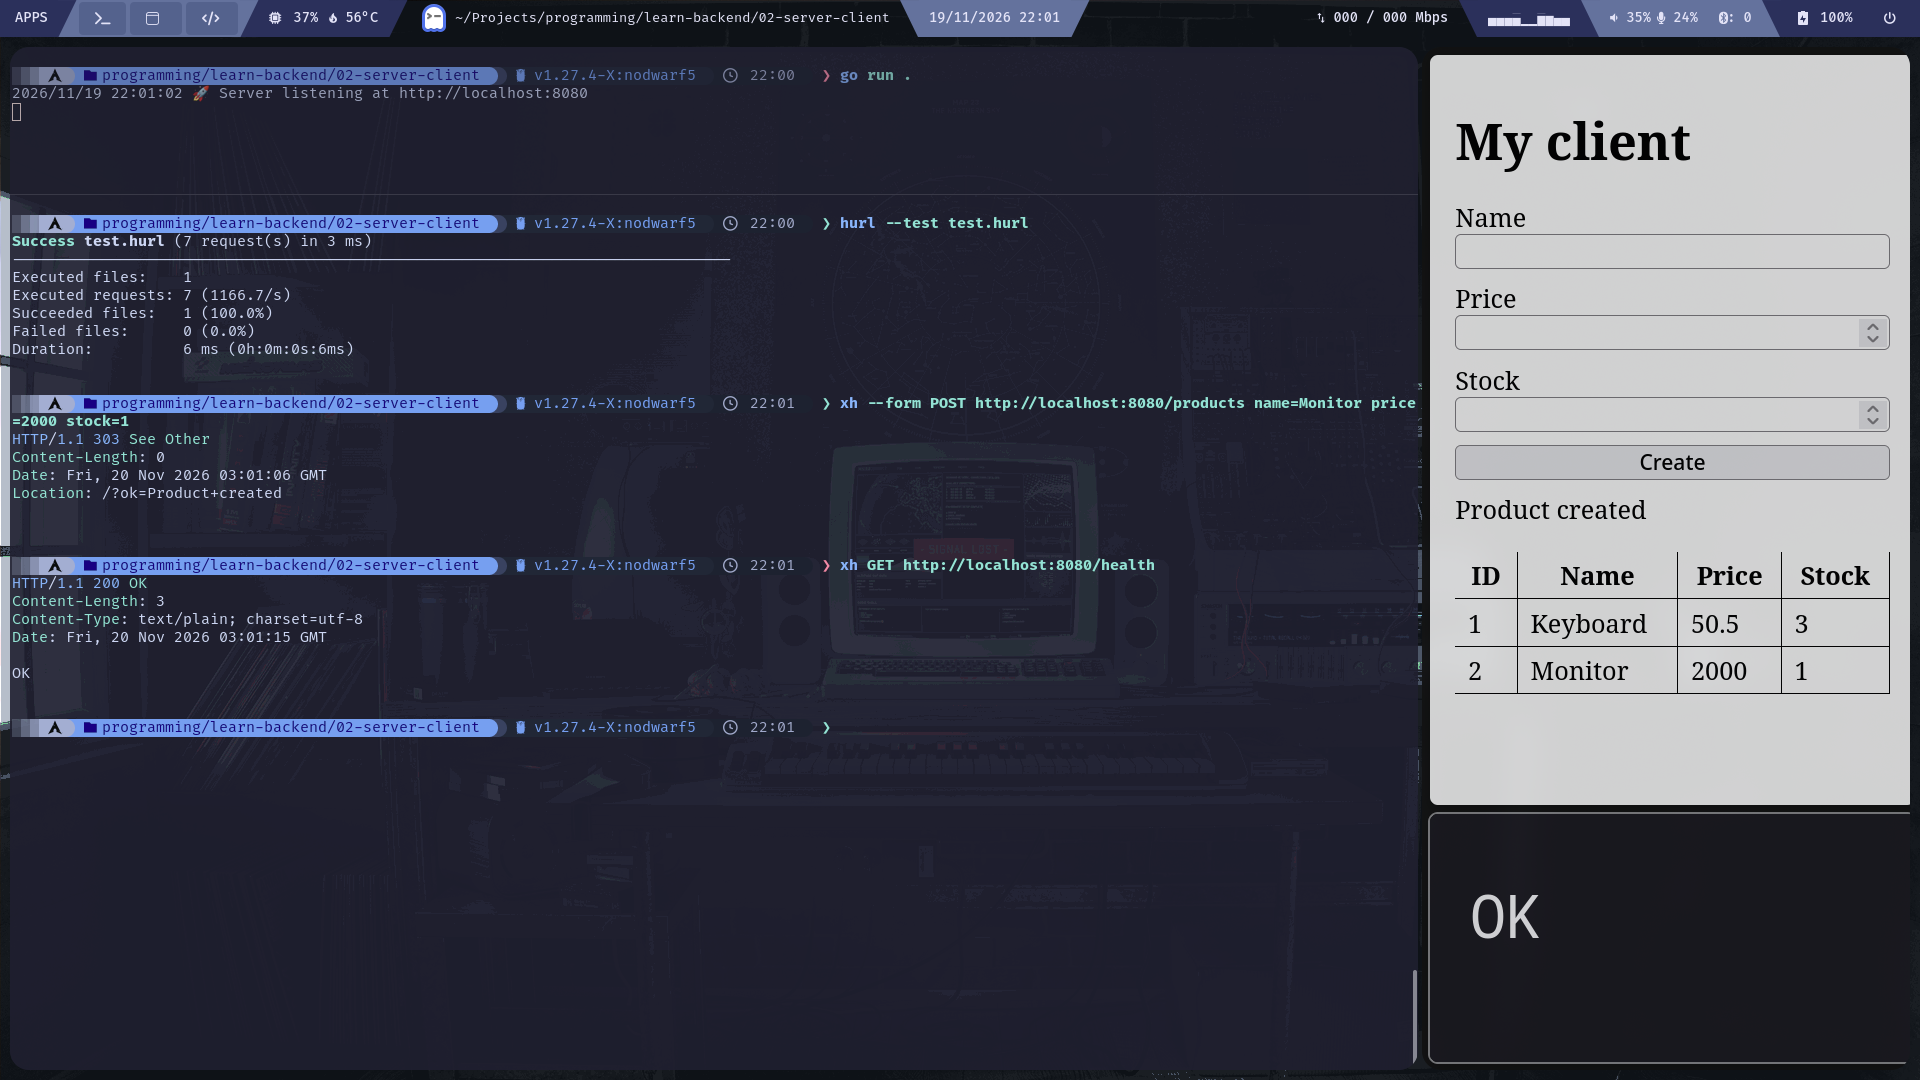 APPS 37% 56°C ~/Projects/programming/learn-backend/02-server-client 19/11/2026 22:01 000 / 000 Mbps 35% 24% : 0 100%
programming/learn-backend/02-server-client v1.27.4-X:nodwarf5 22:00 ❯ go run .
2026/11/19 22:01:02 🚀 Server listening at http://localhost:8080
programming/learn-backend/02-server-client v1.27.4-X:nodwarf5 22:00 ❯ hurl --test test.hurl
Success test.hurl (7 request(s) in 3 ms)
Executed files: 1
Executed requests: 7 (1166.7/s)
Succeeded files: 1 (100.0%)
Failed files: 0 (0.0%)
Duration: 6 ms (0h:0m:0s:6ms)
programming/learn-backend/02-server-client v1.27.4-X:nodwarf5 22:01 ❯ xh --form POST http://localhost:8080/products name=Monitor price
=2000 stock=1
HTTP/1.1 303 See Other
Content-Length: 0
Date: Fri, 20 Nov 2026 03:01:06 GMT
Location: /?ok=Product+created
programming/learn-backend/02-server-client v1.27.4-X:nodwarf5 22:01 ❯ xh GET http://localhost:8080/health
HTTP/1.1 200 OK
Content-Length: 3
Content-Type: text/plain; charset=utf-8
Date: Fri, 20 Nov 2026 03:01:15 GMT
OK
programming/learn-backend/02-server-client v1.27.4-X:nodwarf5 22:01 ❯
SIGNAL LOST
My client
Name
Price
Stock
Create
Product created
ID Name Price Stock
1 Keyboard 50.5 3
2 Monitor 2000 1
OK